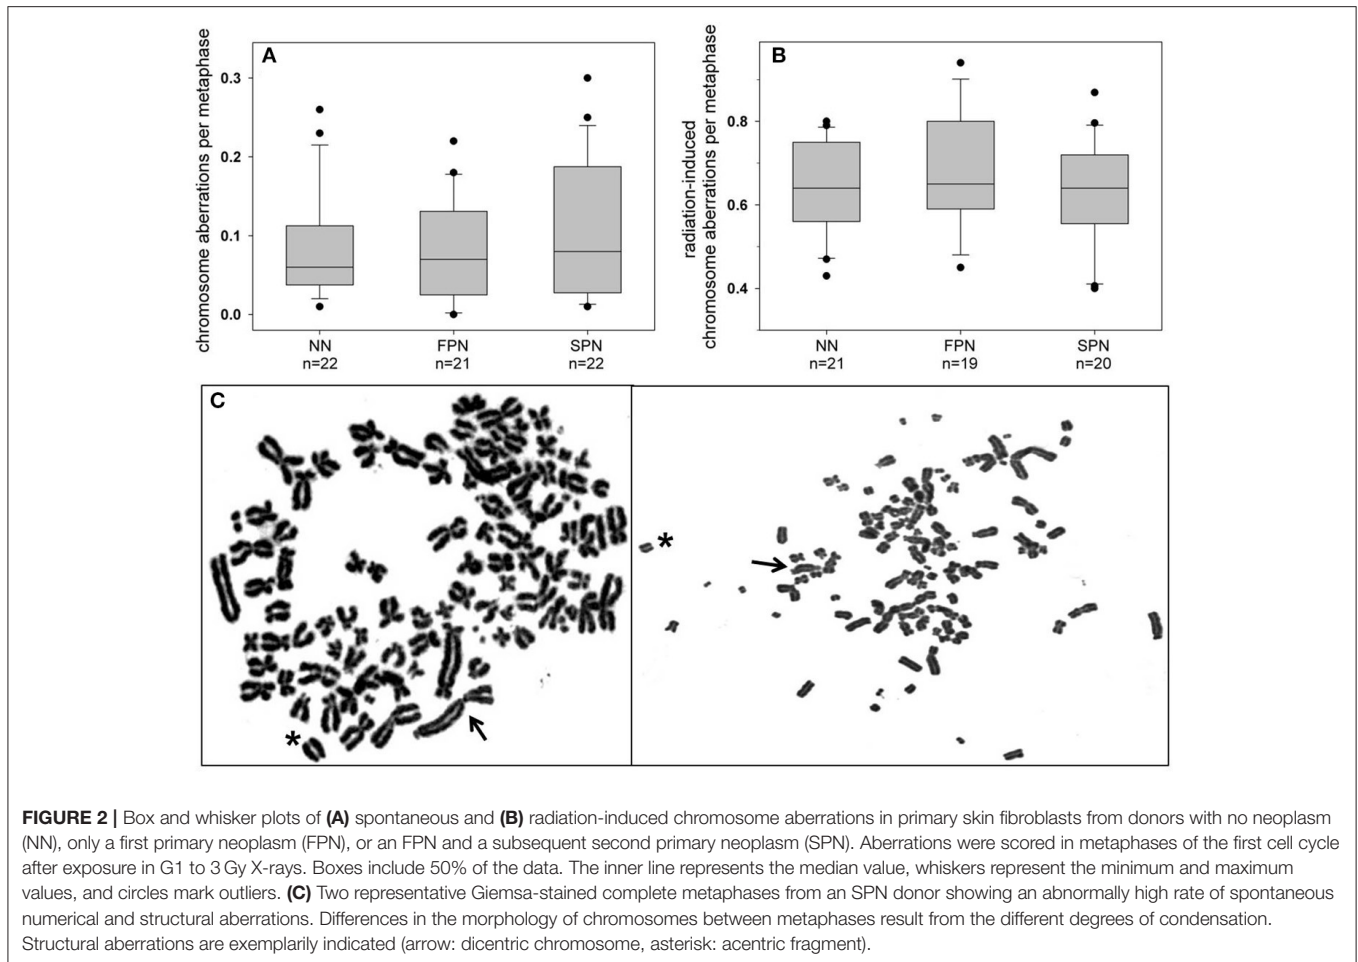 A
chromosome aberrations per metaphase
0.3
0.2
0.1
0.0
NN
FPN
SPN
n=22
n=21
n=22
B
radiation-induced
chromosome aberrations per metaphase
0.8
0.6
0.4
NN
FPN
SPN
n=21
n=19
n=20
C
*
*
FIGURE 2 | Box and whisker plots of (A) spontaneous and (B) radiation-induced chromosome aberrations in primary skin fibroblasts from donors with no neoplasm
(NN), only a first primary neoplasm (FPN), or an FPN and a subsequent second primary neoplasm (SPN). Aberrations were scored in metaphases of the first cell cycle
after exposure in G1 to 3 Gy X-rays. Boxes include 50% of the data. The inner line represents the median value, whiskers represent the minimum and maximum
values, and circles mark outliers. (C) Two representative Giemsa-stained complete metaphases from an SPN donor showing an abnormally high rate of spontaneous
numerical and structural aberrations. Differences in the morphology of chromosomes between metaphases result from the different degrees of condensation.
Structural aberrations are exemplarily indicated (arrow: dicentric chromosome, asterisk: acentric fragment).